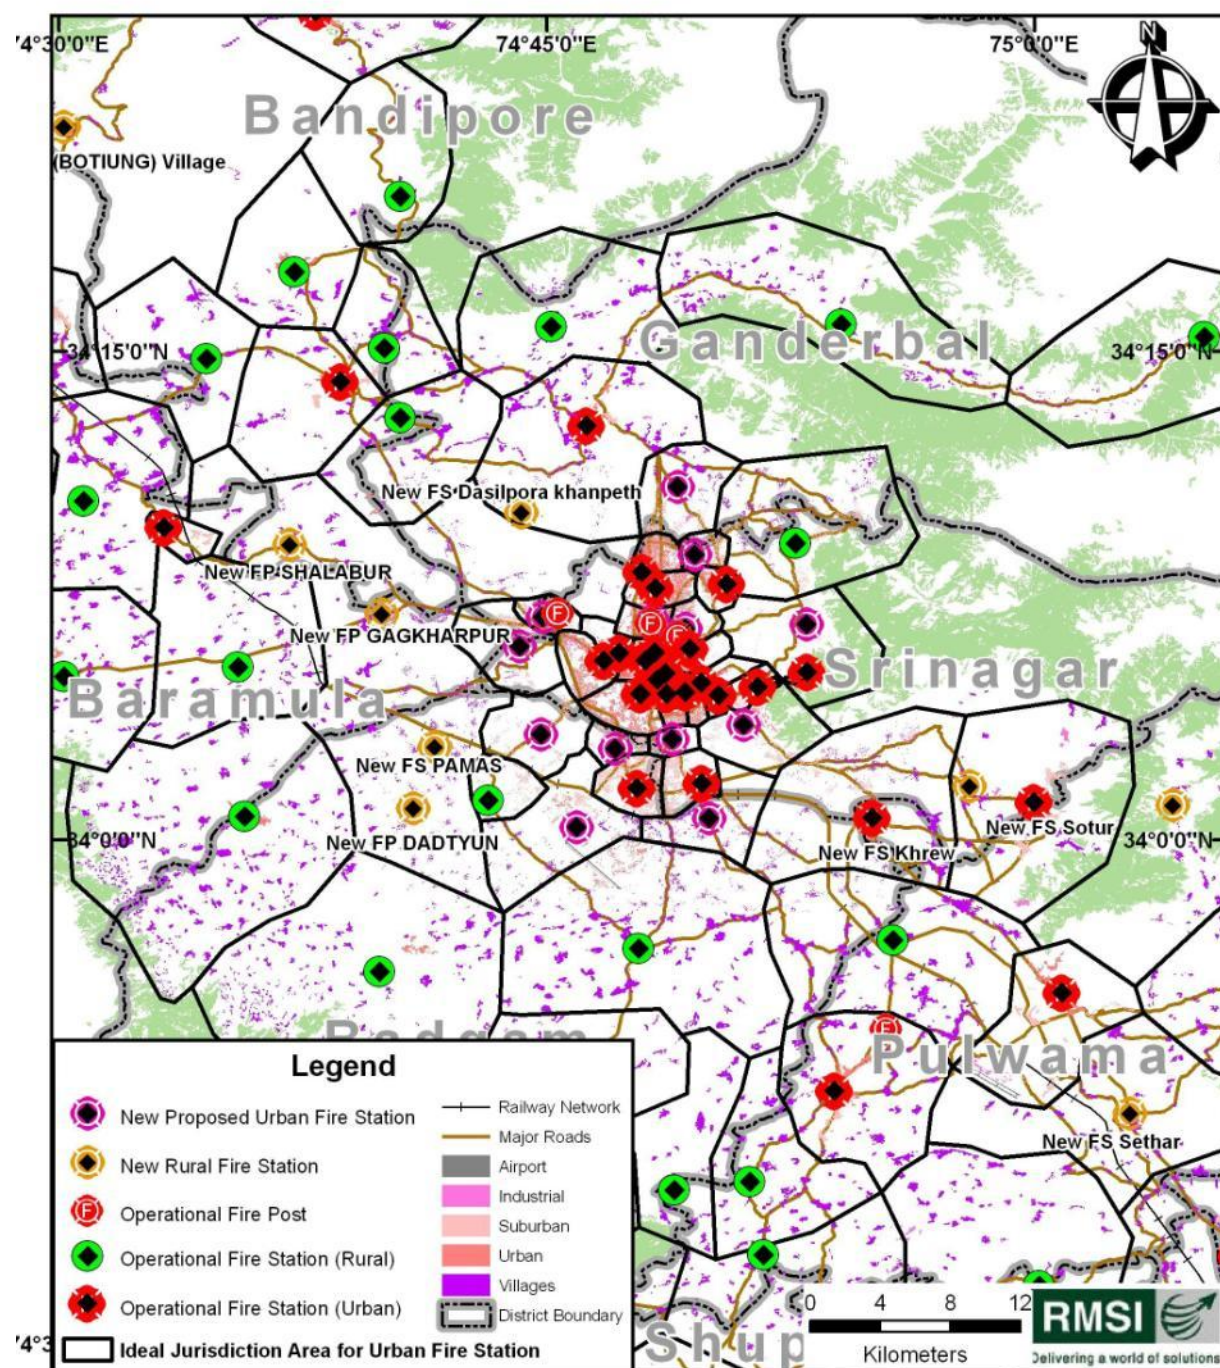 4°30'0"E
74°45'0"E
75°0'0"E
N
Bandipore
(BOTIUNG) Village
34°15'0"N
Ganderbal
34°15'0"N
New FS Dasilpora khanpeth
New FP SHALABUR
F
New FP GAGKHARPUR
F
F
Srinagar
Baramula
New FS PAMAS
New FP DADTYUN
34°0'0"N
New FS Sotur
New FS Khrew
34°0'0"N
Badgam
F
Pulwama
New FS Sethar
Legend
New Proposed Urban Fire Station
New Rural Fire Station
F
Operational Fire Post
Operational Fire Station (Rural)
Operational Fire Station (Urban)
Ideal Jurisdiction Area for Urban Fire Station
Railway Network
Major Roads
Airport
Industrial
Suburban
Urban
Villages
District Boundary
Shup
0 4 8 12
Kilometers
RMSI
Delivering a world of solutions